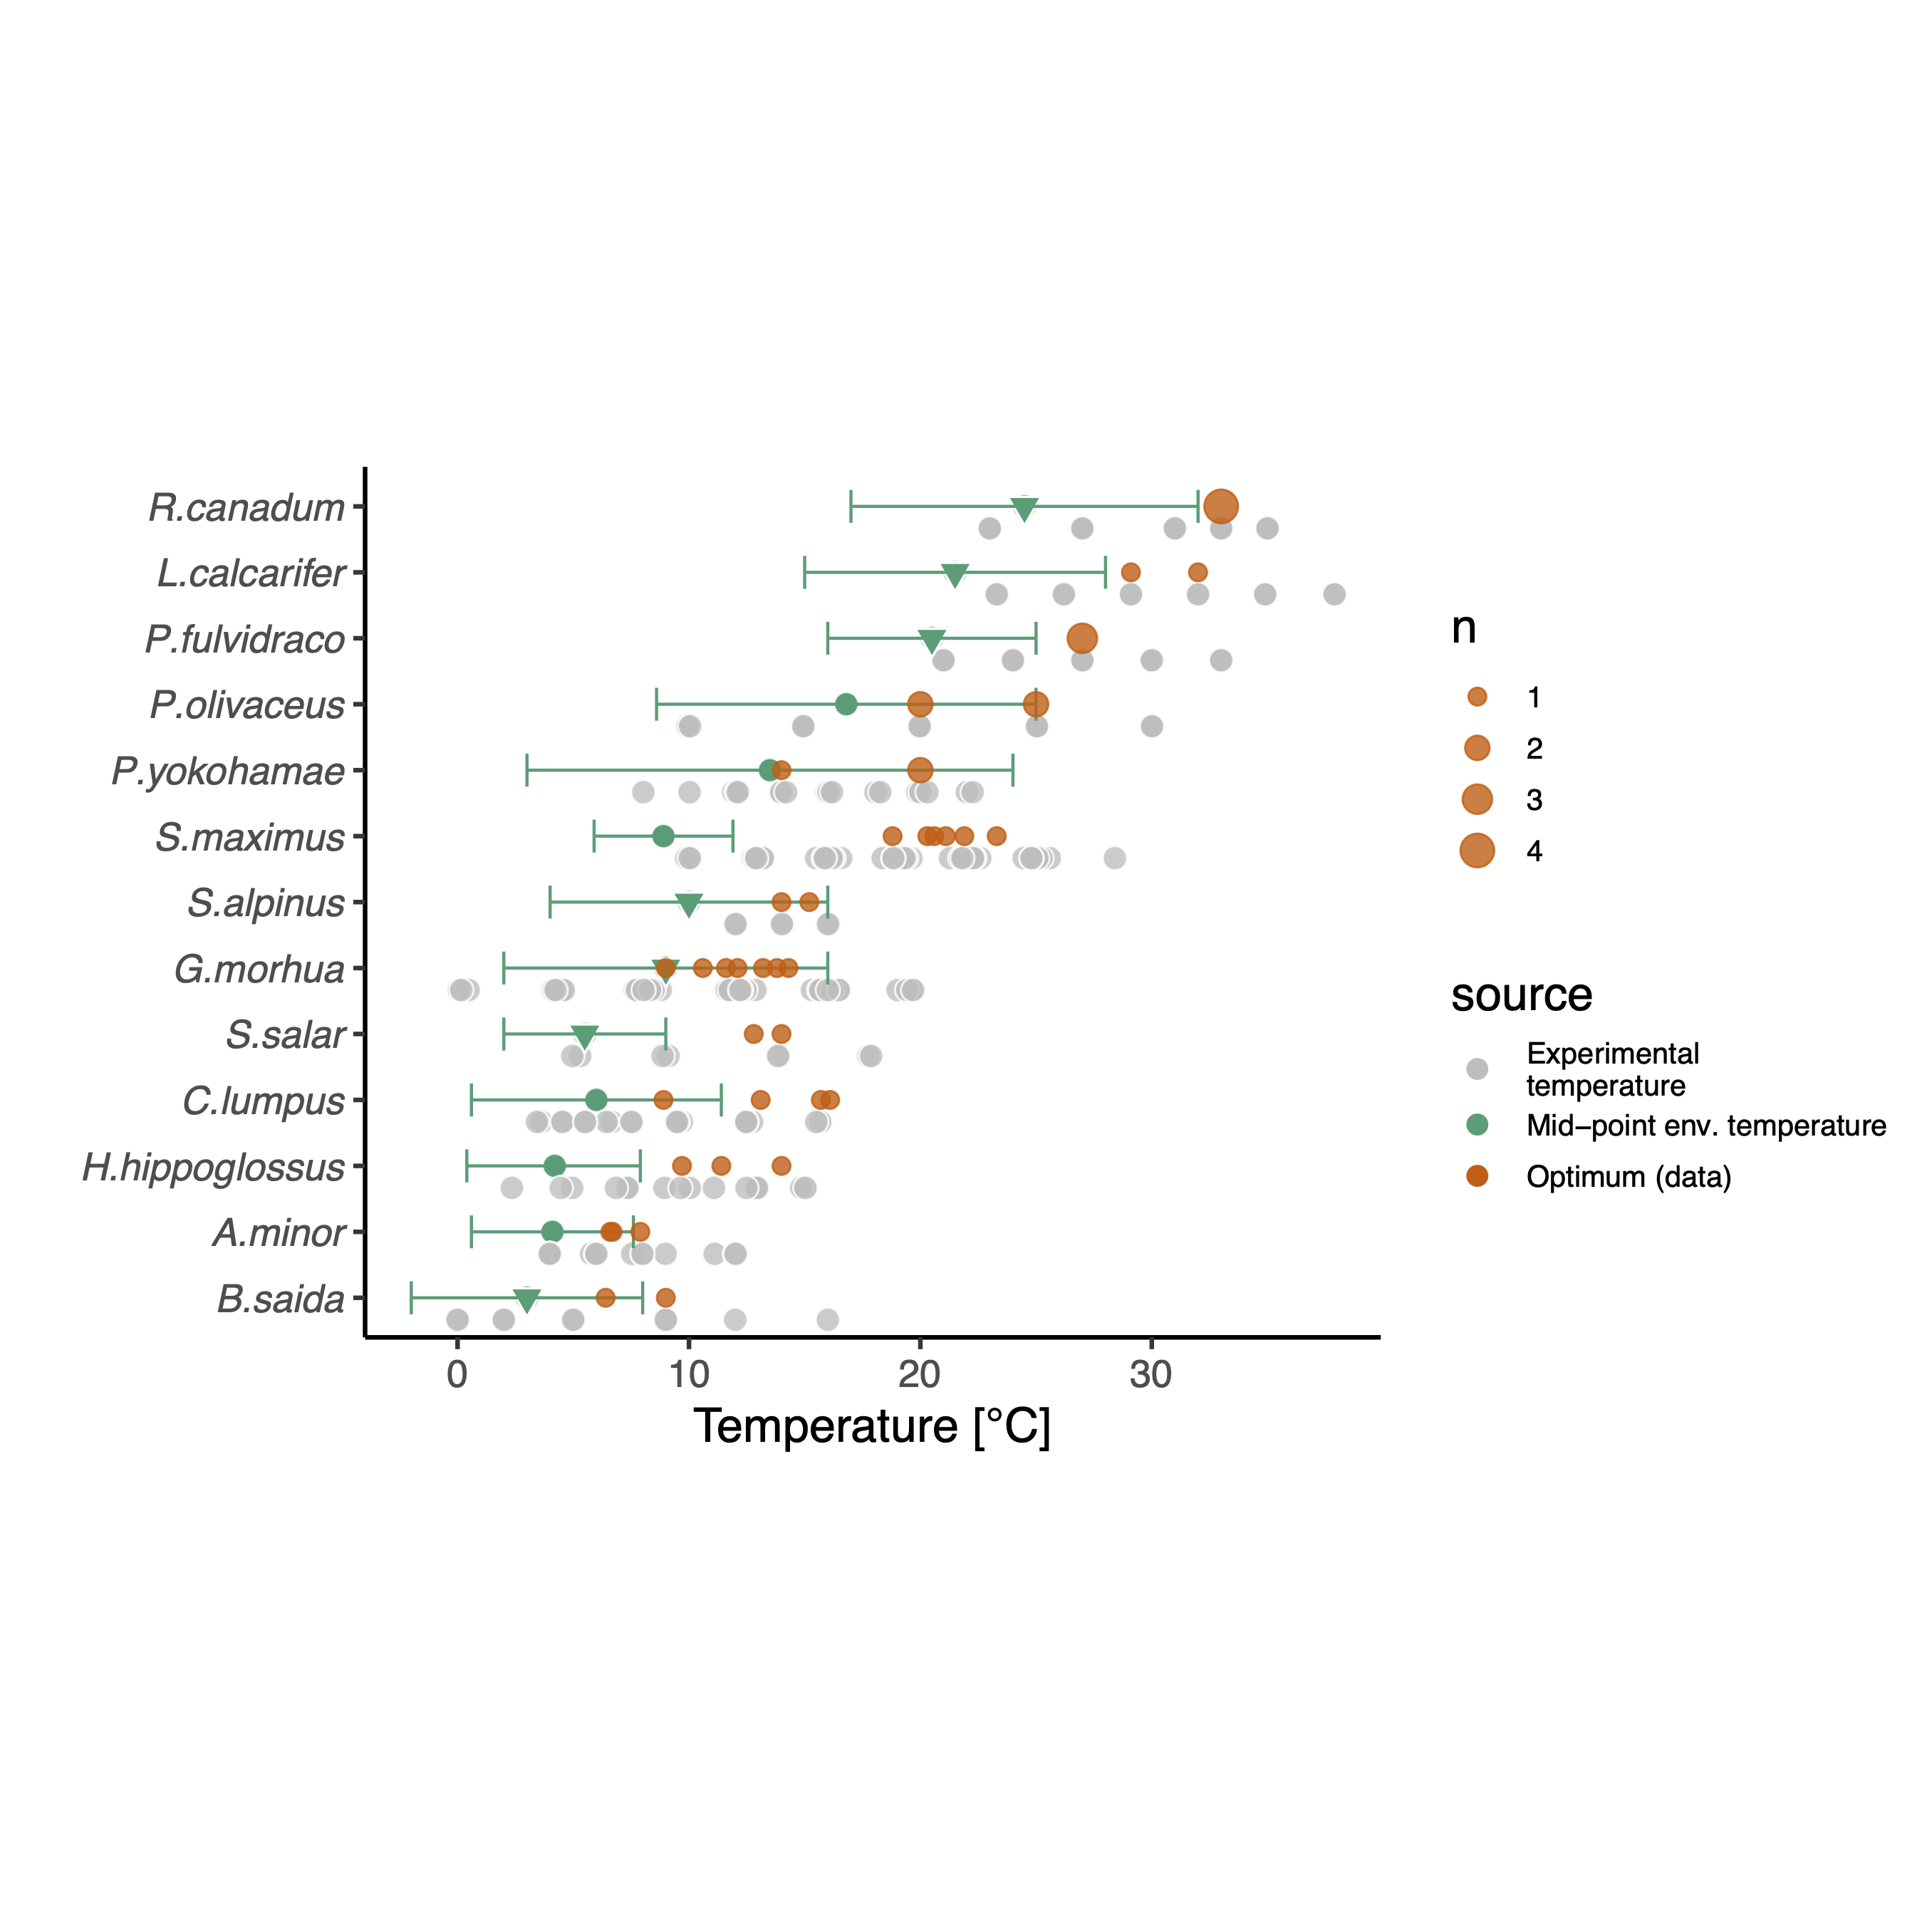 R.canadum
L.calcarifer
P.fulvidraco
P.olivaceus
P.yokohamae
S.maximus
S.alpinus
G.morhua
S.salar
C.lumpus
H.hippoglossus
A.minor
B.saida
0 10 20 30
Temperature [°C]
n
1
2
3
4
source
Experimental
temperature
Mid−point env. temperature
Optimum (data)